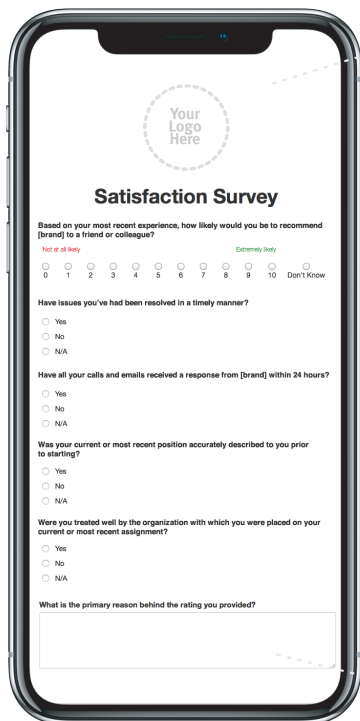 Your
Logo
Here
Satisfaction Survey
Based on your most recent experience, how likely would you be to recommend
[brand] to a friend or colleague?
Not at all likely Extremely likely
0 1 2 3 4 5 6 7 8 9 10 Don't Know
Have issues you've had been resolved in a timely manner?
Yes
No
N/A
Have all your calls and emails received a response from [brand] within 24 hours?
Yes
No
N/A
Was your current or most recent position accurately described to you prior
to starting?
Yes
No
N/A
Were you treated well by the organization with which you were placed on your
current or most recent assignment?
Yes
No
N/A
What is the primary reason behind the rating you provided?